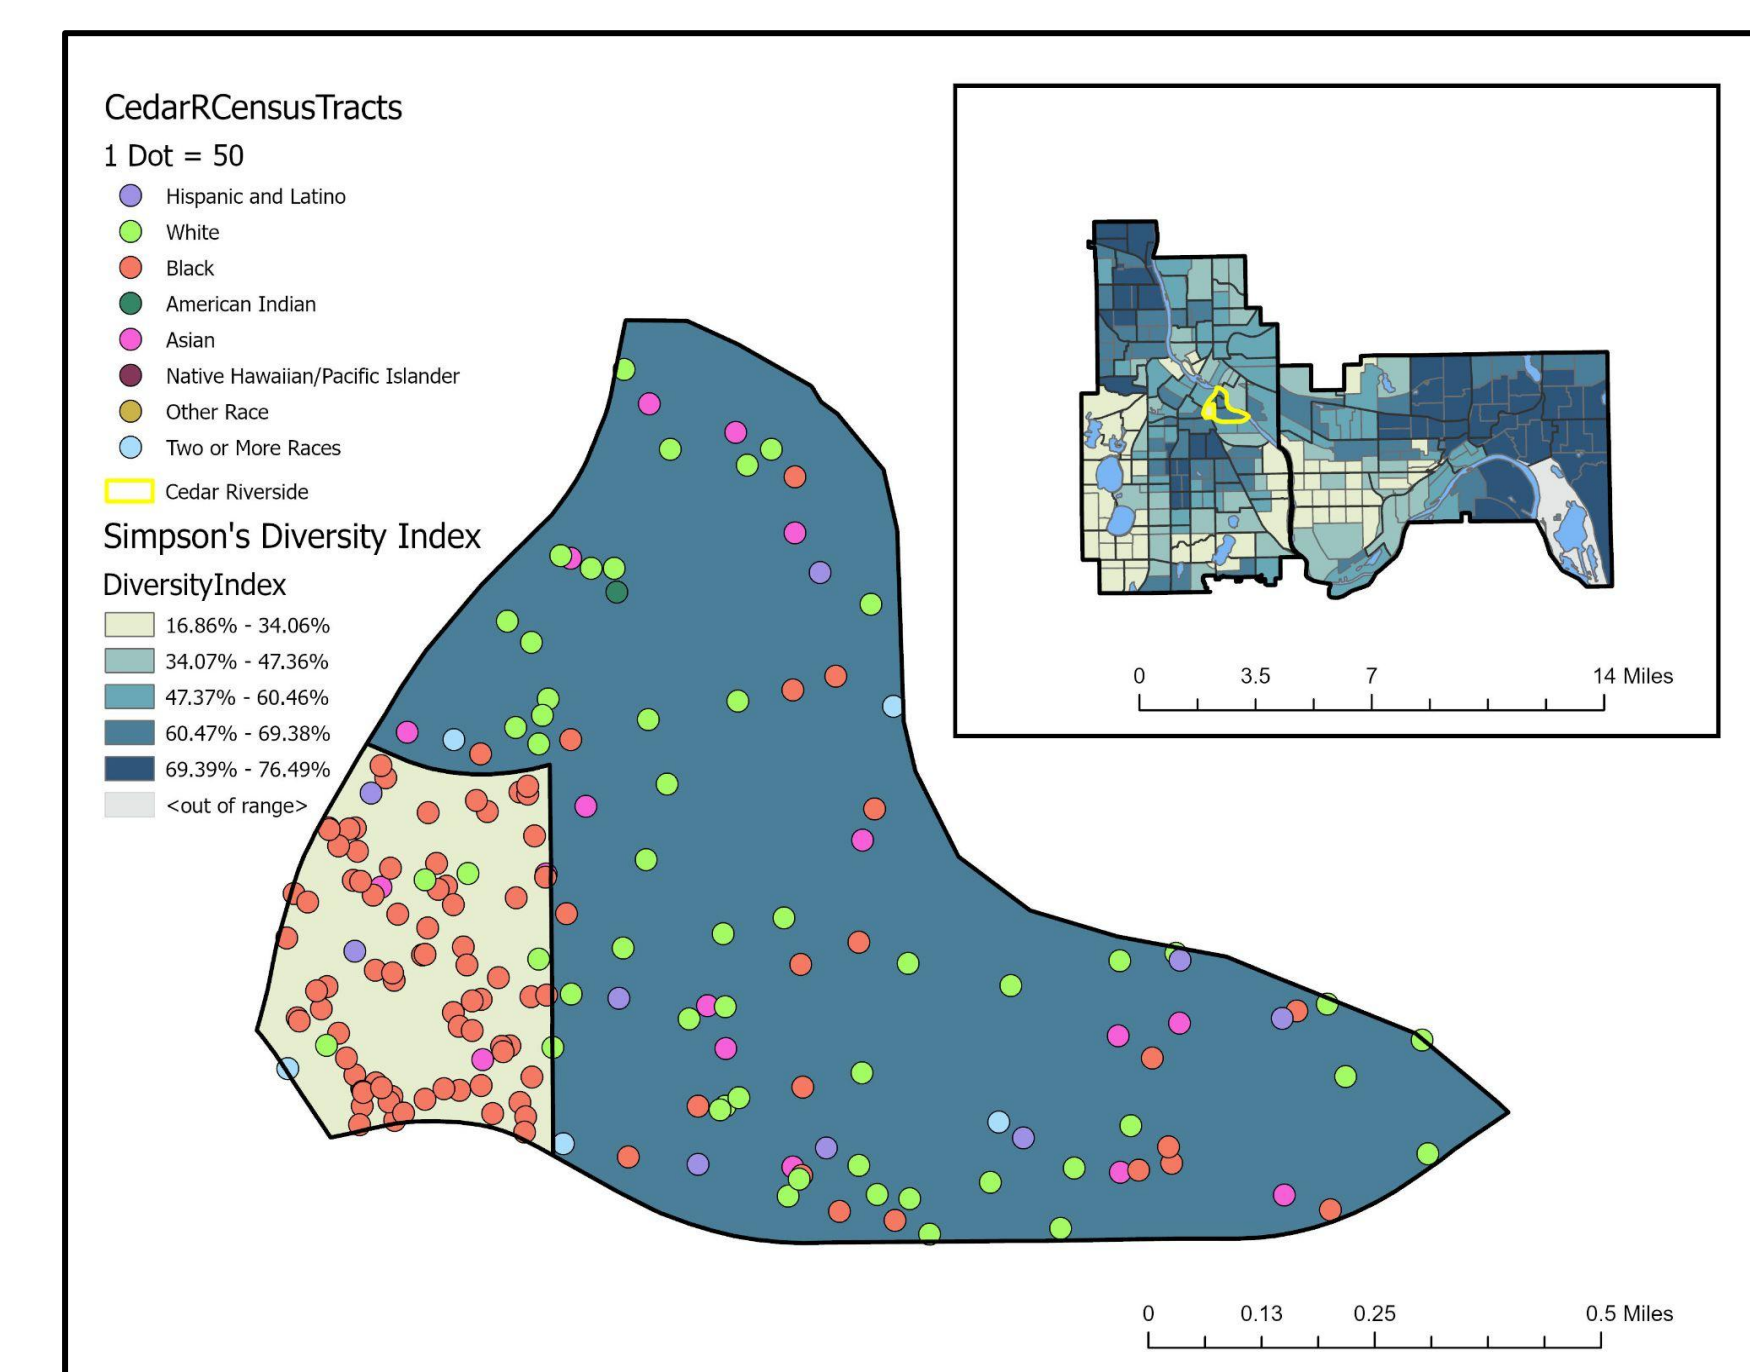 CedarRCensusTracts
1 Dot = 50
Hispanic and Latino
White
Black
American Indian
Asian
Native Hawaiian/Pacific Islander
Other Race
Two or More Races
Cedar Riverside
Simpson's Diversity Index
DiversityIndex
16.86% - 34.06%
34.07% - 47.36%
47.37% - 60.46%
60.47% - 69.38%
69.39% - 76.49%
<out of range>
0 3.5 7 14 Miles
0 0.13 0.25 0.5 Miles